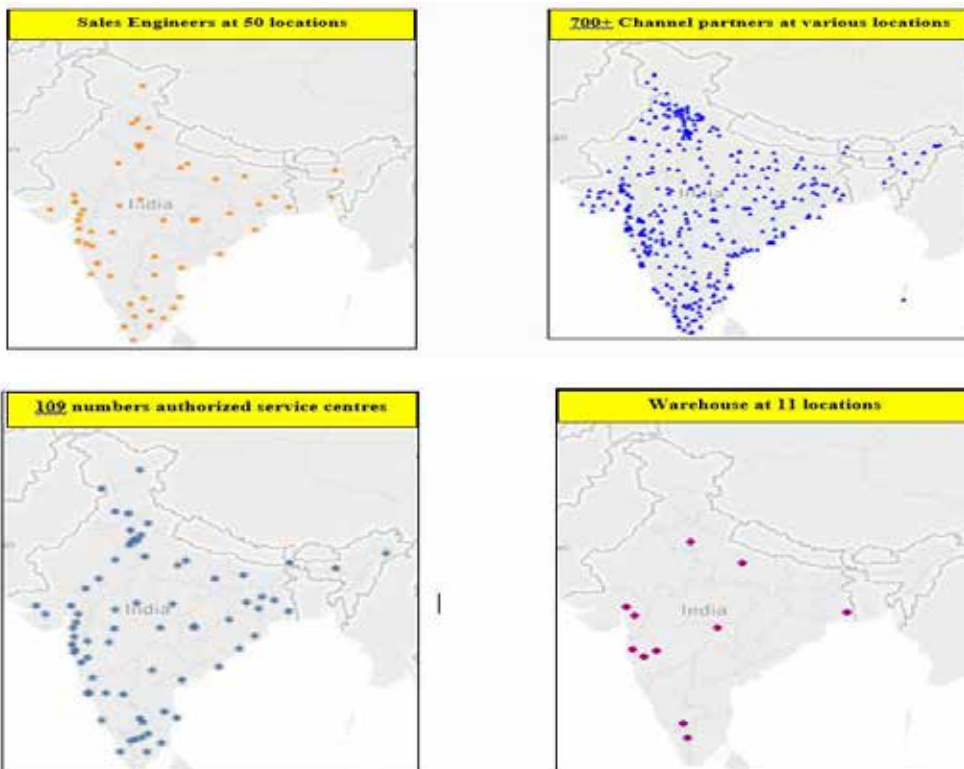 Sales Engineers at 50 locations
700+ Channel partners at various locations
India
India
109 numbers authorized service centres
Warehouse at 11 locations
India
India